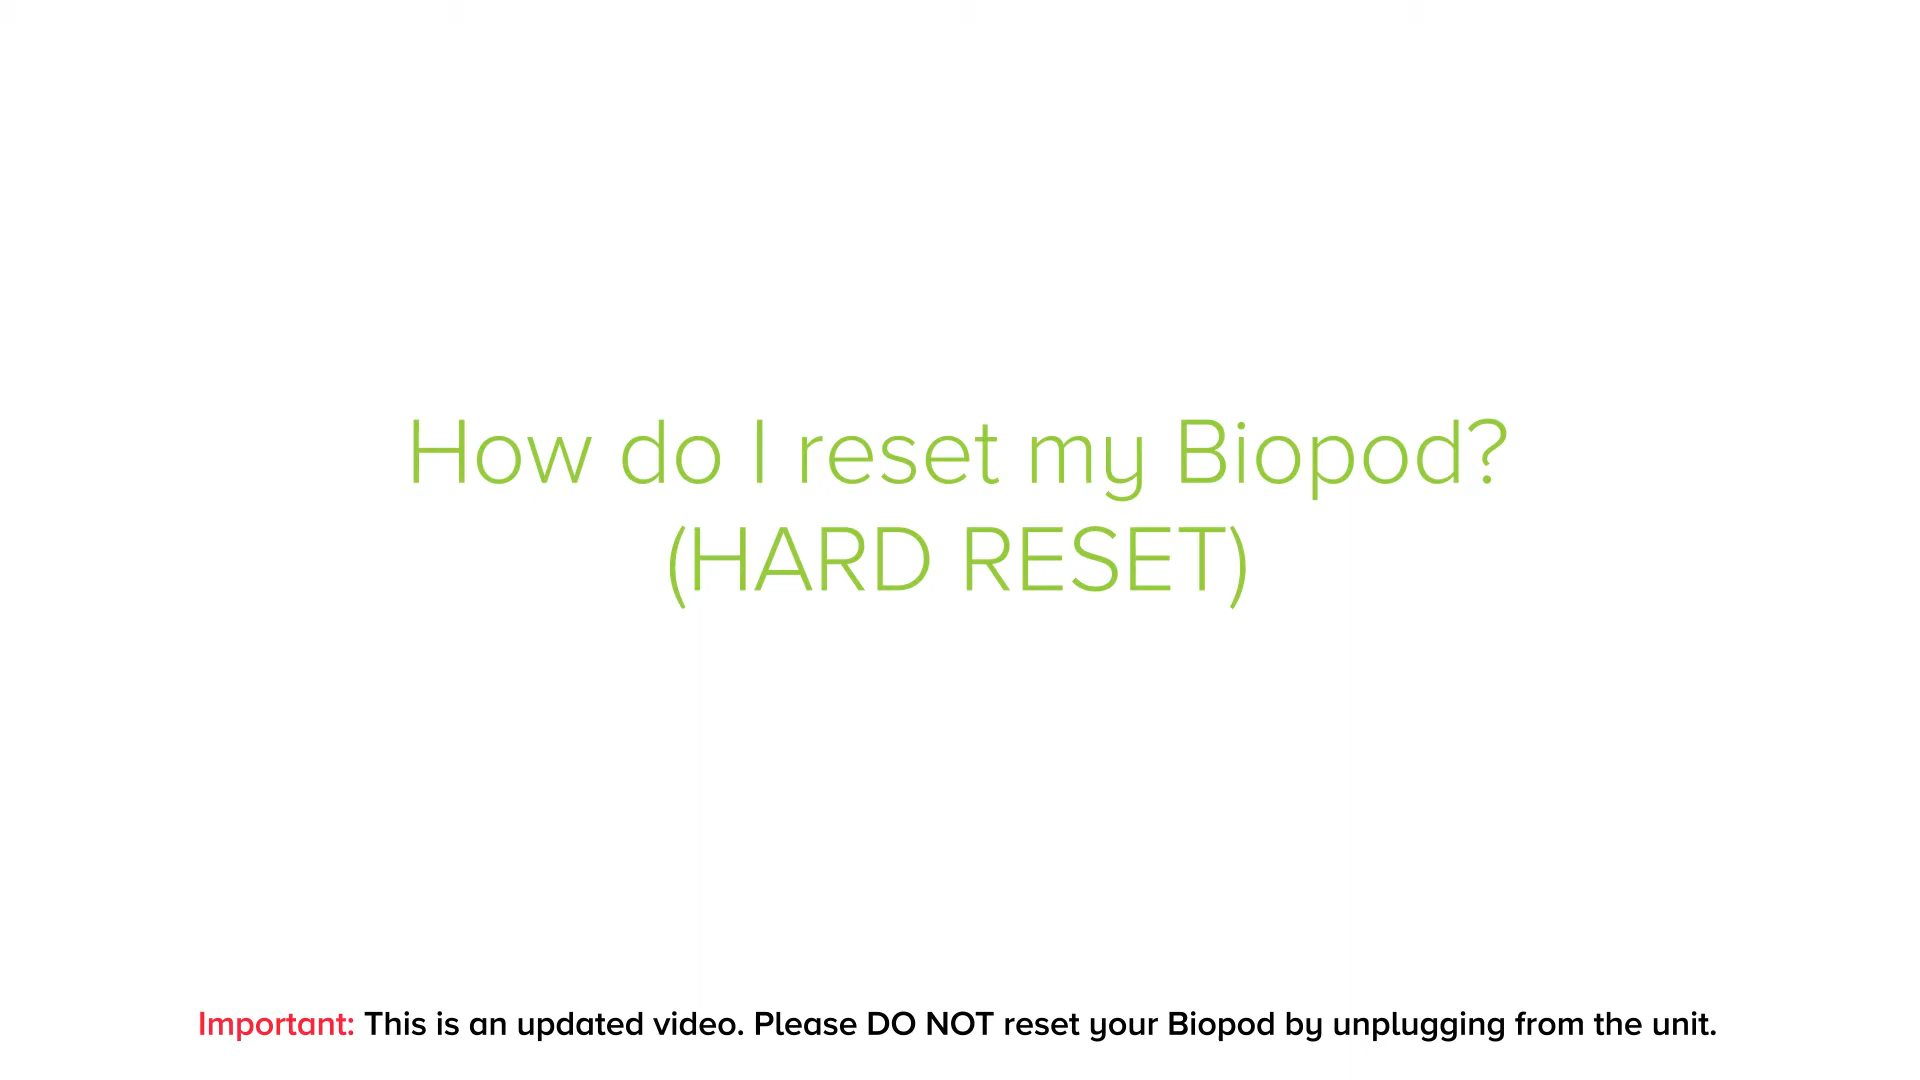 How do I reset my Biopod?
(HARD RESET)
Important: This is an updated video. Please DO NOT reset your Biopod by unplugging from the unit.